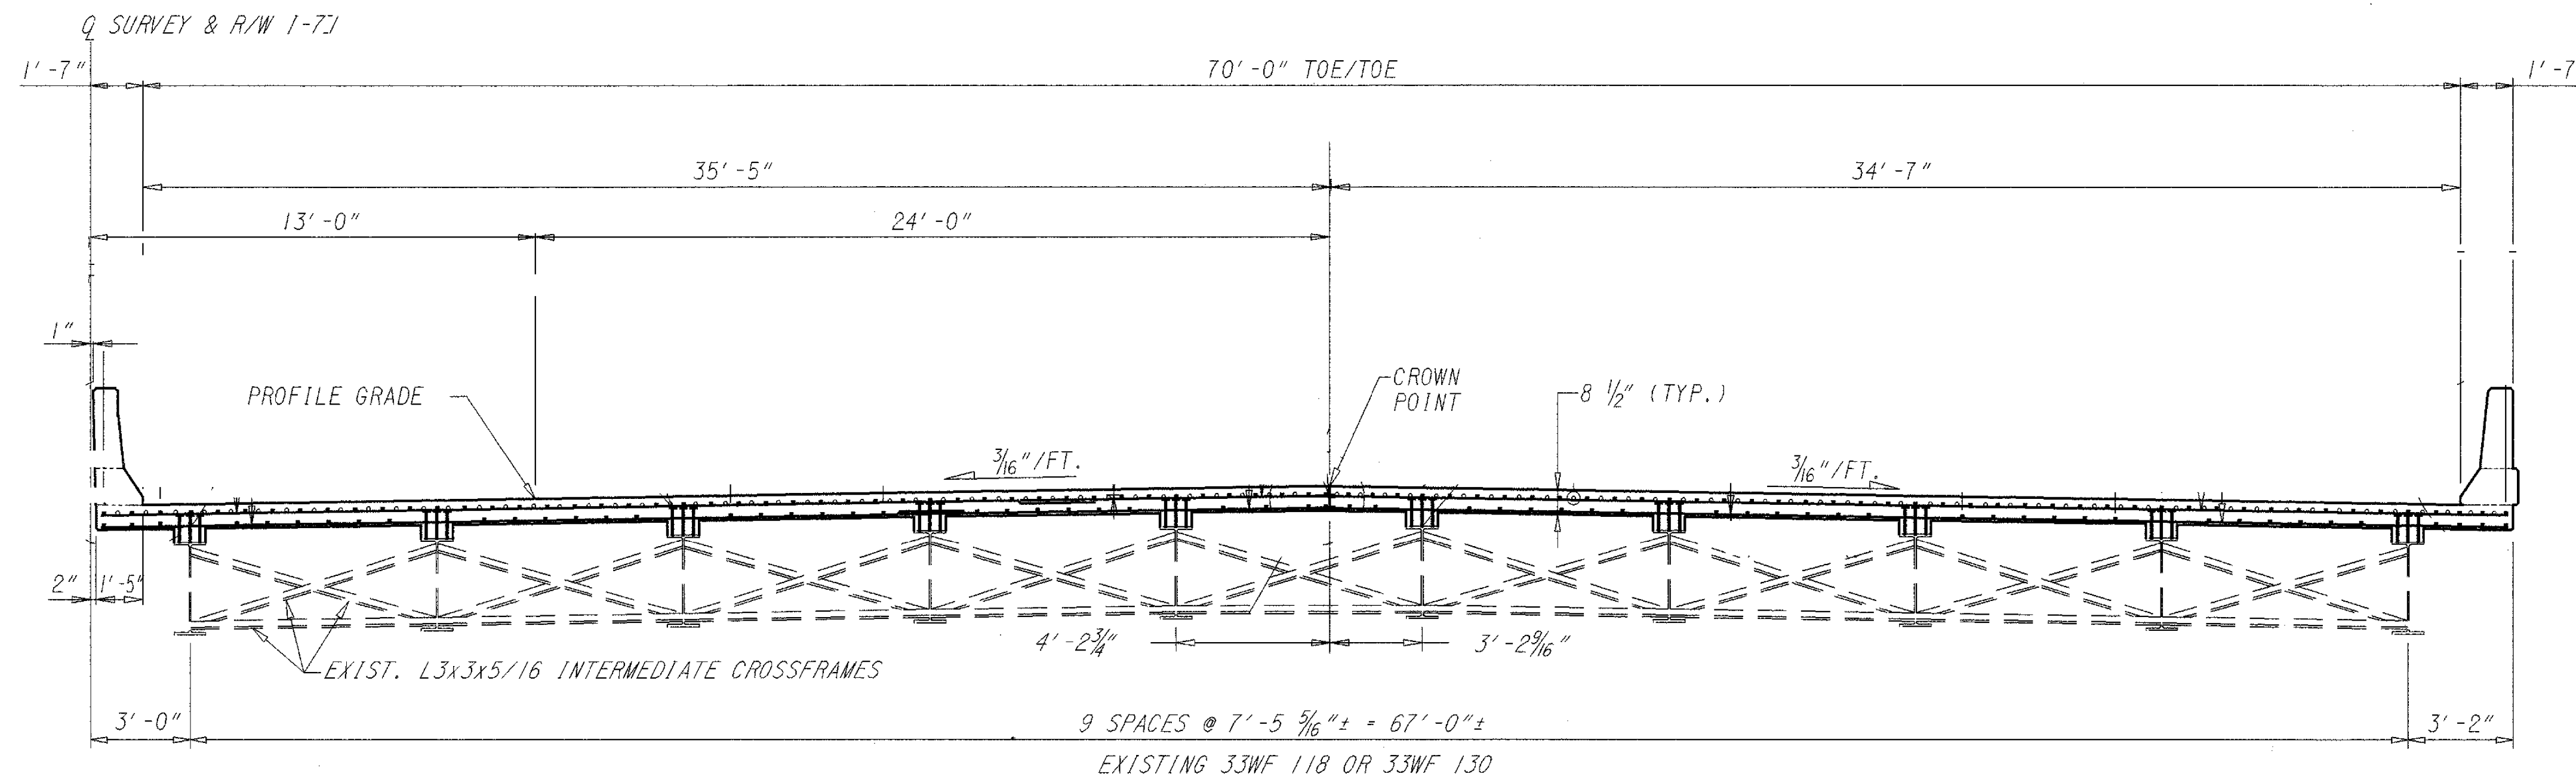 ℄ SURVEY & R/W I-71
1'-7"
70'-0" TOE/TOE
1'-7
35'-5"
34'-7"
13'-0"
24'-0"
1"
PROFILE GRADE
CROWN
POINT
8 1/2" (TYP.)
3/16"/FT.
3/16"/FT.
2"
1'-5"
4'-2 3/4"
3'-2 9/16"
EXIST. L3x3x5/16 INTERMEDIATE CROSSFRAMES
3'-0"
9 SPACES @ 7'-5 5/16"± = 67'-0"±
3'-2"
EXISTING 33WF 118 OR 33WF 130